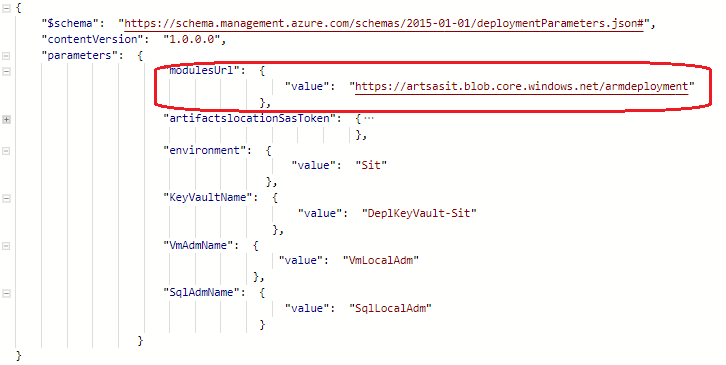 {
"$schema": "https://schema.management.azure.com/schemas/2015-01-01/deploymentParameters.json#",
"contentVersion": "1.0.0.0",
"parameters": {
"modulesUrl": {
"value": "https://artsasit.blob.core.windows.net/armdeployment"
},
"artifactslocationSasToken": {...
},
"environment": {
"value": "Sit"
},
"KeyVaultName": {
"value": "DeplKeyVault-Sit"
},
"VmAdmName": {
"value": "VmLocalAdm"
},
"SqlAdmName": {
"value": "SqlLocalAdm"
}
}
}